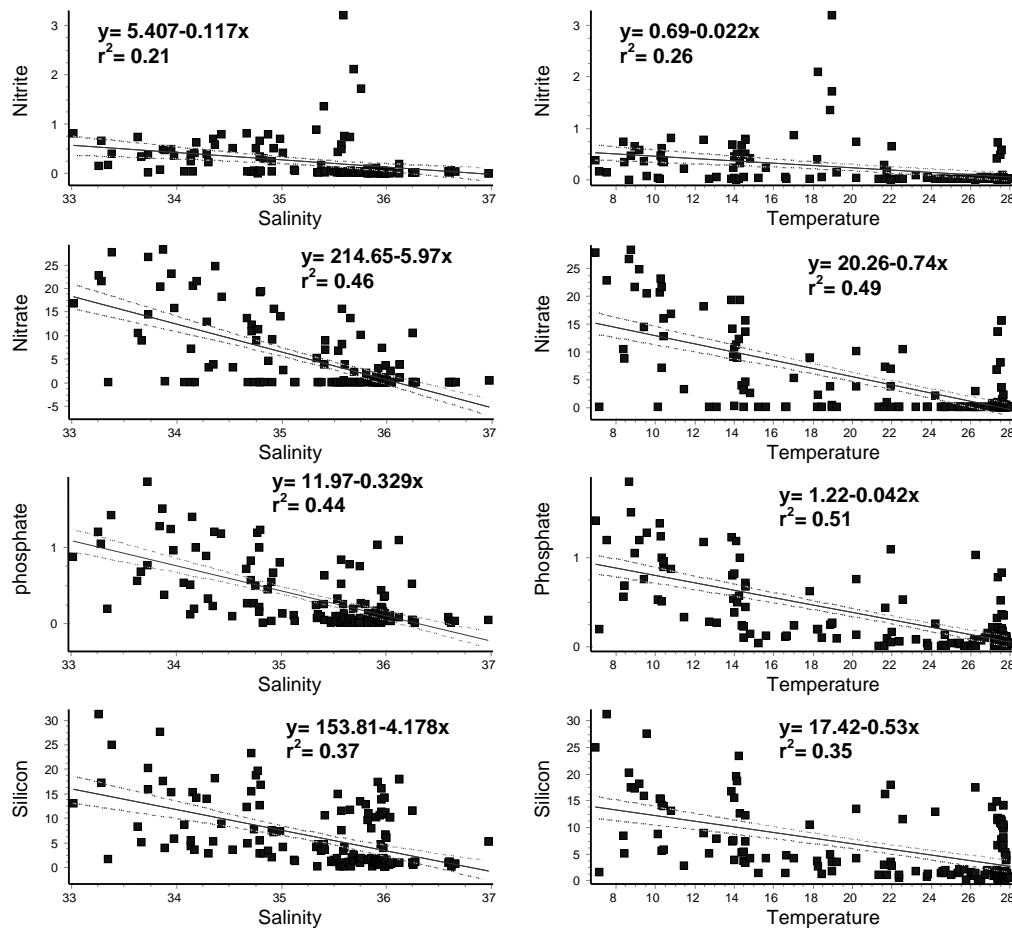 y= 5.407-0.117x
r²= 0.21
Nitrite
3
2
1
0
33 34 35 36 37
Salinity
y= 0.69-0.022x
r²= 0.26
Nitrite
3
2
1
0
8 10 12 14 16 18 20 22 24 26 28
Temperature
y= 214.65-5.97x
r²= 0.46
Nitrate
25
20
15
10
5
0
-5
33 34 35 36 37
Salinity
y= 20.26-0.74x
r²= 0.49
Nitrate
25
20
15
10
5
0
8 10 12 14 16 18 20 22 24 26 28
Temperature
y= 11.97-0.329x
r²= 0.44
phosphate
1
0
33 34 35 36 37
Salinity
y= 1.22-0.042x
r²= 0.51
Phosphate
1
0
8 10 12 14 16 18 20 22 24 26 28
Temperature
y= 153.81-4.178x
r²= 0.37
Silicon
30
25
20
15
10
5
0
33 34 35 36 37
Salinity
y= 17.42-0.53x
r²= 0.35
Silicon
30
25
20
15
10
5
0
8 10 12 14 16 18 20 22 24 26 28
Temperature